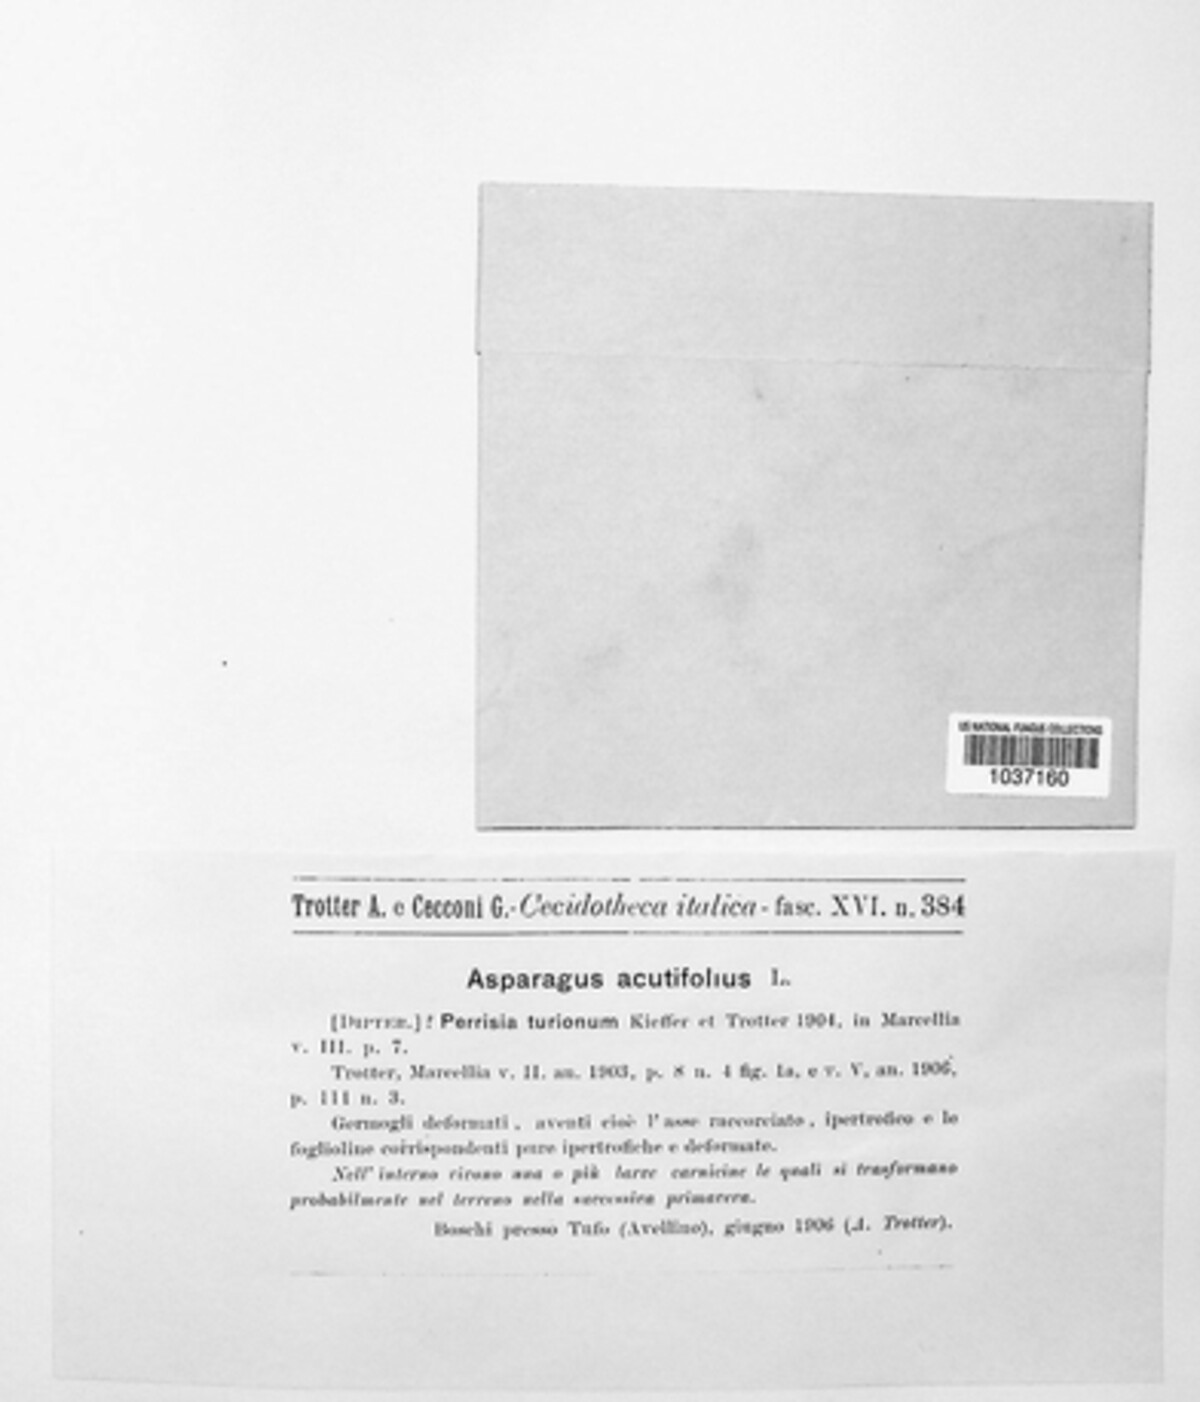 US NATIONAL FUNGUS COLLECTIONS
1037160
Trotter A. e Cecconi G. - Cecidotheca italica - fasc. XVI. n. 384
Asparagus acutifolius L.
[DIPTER.] ! Perrisia turionum Kieffer et Trotter 1904, in Marcellia
v. III. p. 7.
Trotter, Marcellia v. II. an. 1903, p. 8 n. 4 fig. 1a, e v. V, an. 1906,
p. 111 n. 3.
Germogli deformati, aventi cioè l'asse raccorciato, ipertrofico e le
foglioline corrispondenti pure ipertrofiche e deformate.
Nell'interno vivono una o più larve carnicine le quali si trasformano
probabilmente nel terreno nella successiva primavera.
Boschi presso Tufo (Avellino), giugno 1906 (A. Trotter).